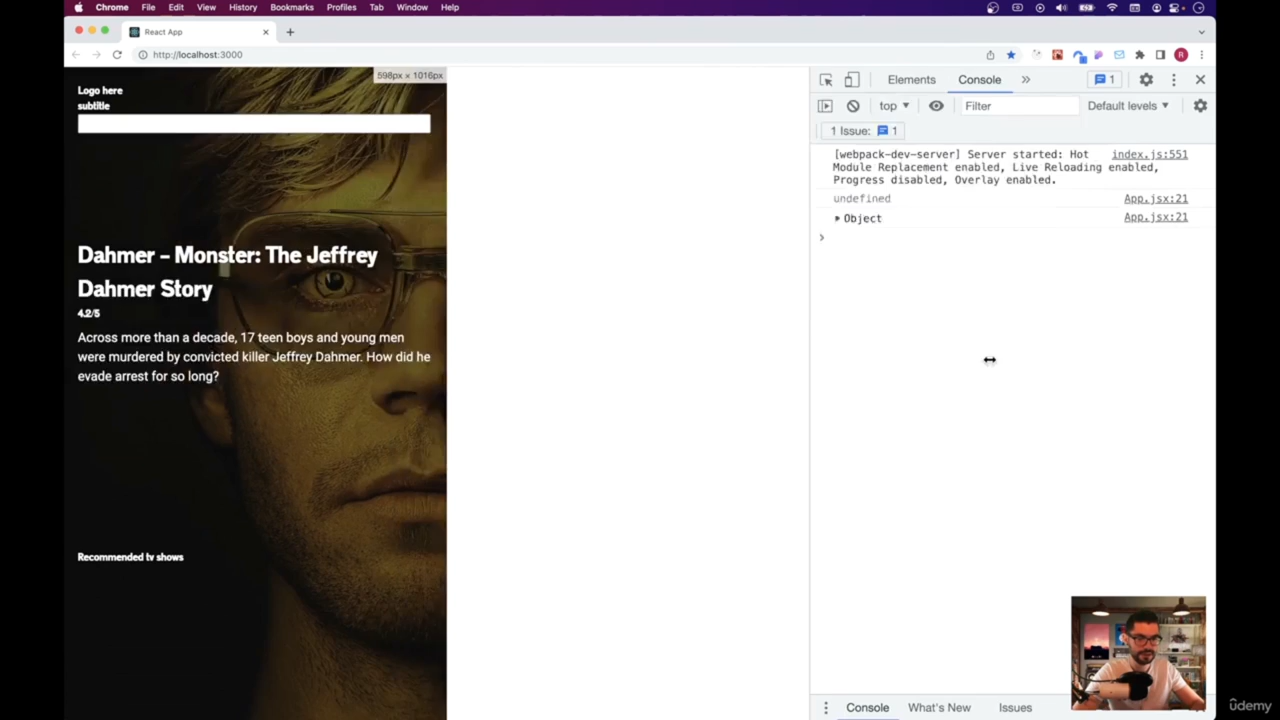 Chrome File Edit View History Bookmarks Profiles Tab Window Help
React App
http://localhost:3000
598px × 1016px
Logo here
subtitle
Dahmer – Monster: The Jeffrey
Dahmer Story
4.2/5
Across more than a decade, 17 teen boys and young men
were murdered by convicted killer Jeffrey Dahmer. How did he
evade arrest for so long?
Recommended tv shows
Elements Console 1
top Filter Default levels
1 Issue: 1
[webpack-dev-server] Server started: Hot index.js:551
Module Replacement enabled, Live Reloading enabled,
Progress disabled, Overlay enabled.
undefined App.jsx:21
Object App.jsx:21
Console What's New Issues
ûdemy